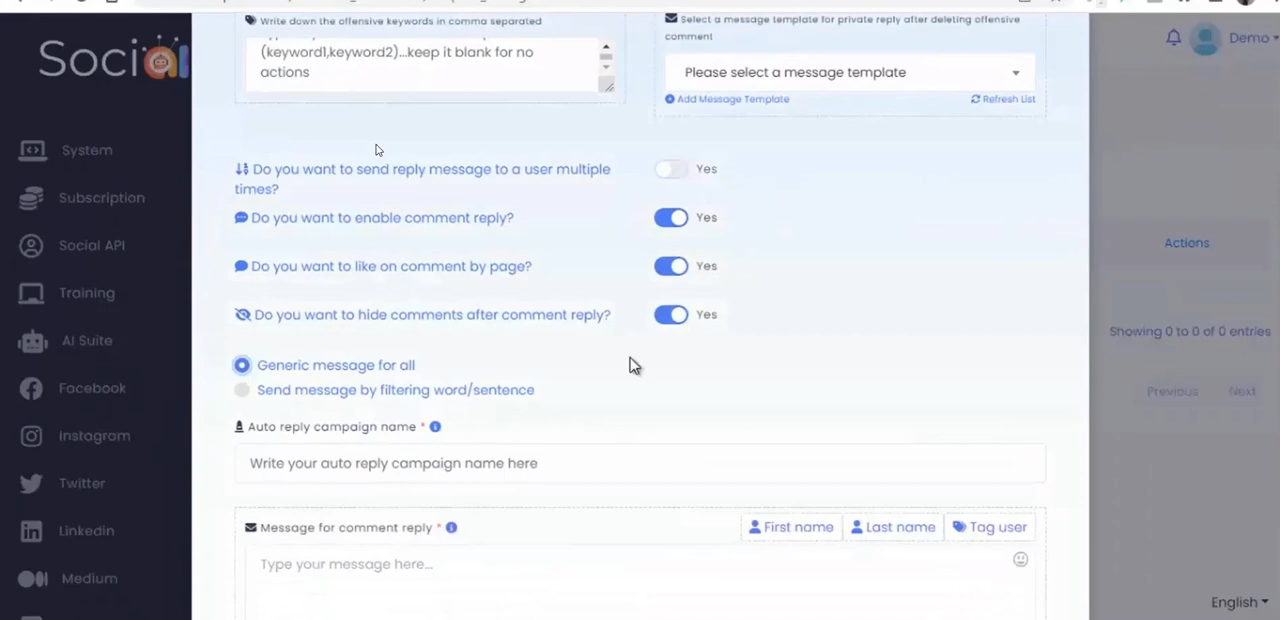 Write down the offensive keywords in comma separated
Select a message template for private reply after deleting offensive
comment
(keyword1,keyword2)...keep it blank for no
actions
Please select a message template
Add Message Template
Refresh List
Social
Demo
System
Subscription
Social API
Training
AI Suite
Facebook
Instagram
Twitter
Linkedin
Medium
Do you want to send reply message to a user multiple
times?
Yes
Do you want to enable comment reply?
Yes
Do you want to like on comment by page?
Yes
Do you want to hide comments after comment reply?
Yes
Generic message for all
Send message by filtering word/sentence
Auto reply campaign name *
Write your auto reply campaign name here
Message for comment reply *
First name
Last name
Tag user
Type your message here...
Actions
Showing 0 to 0 of 0 entries
Previous
Next
English